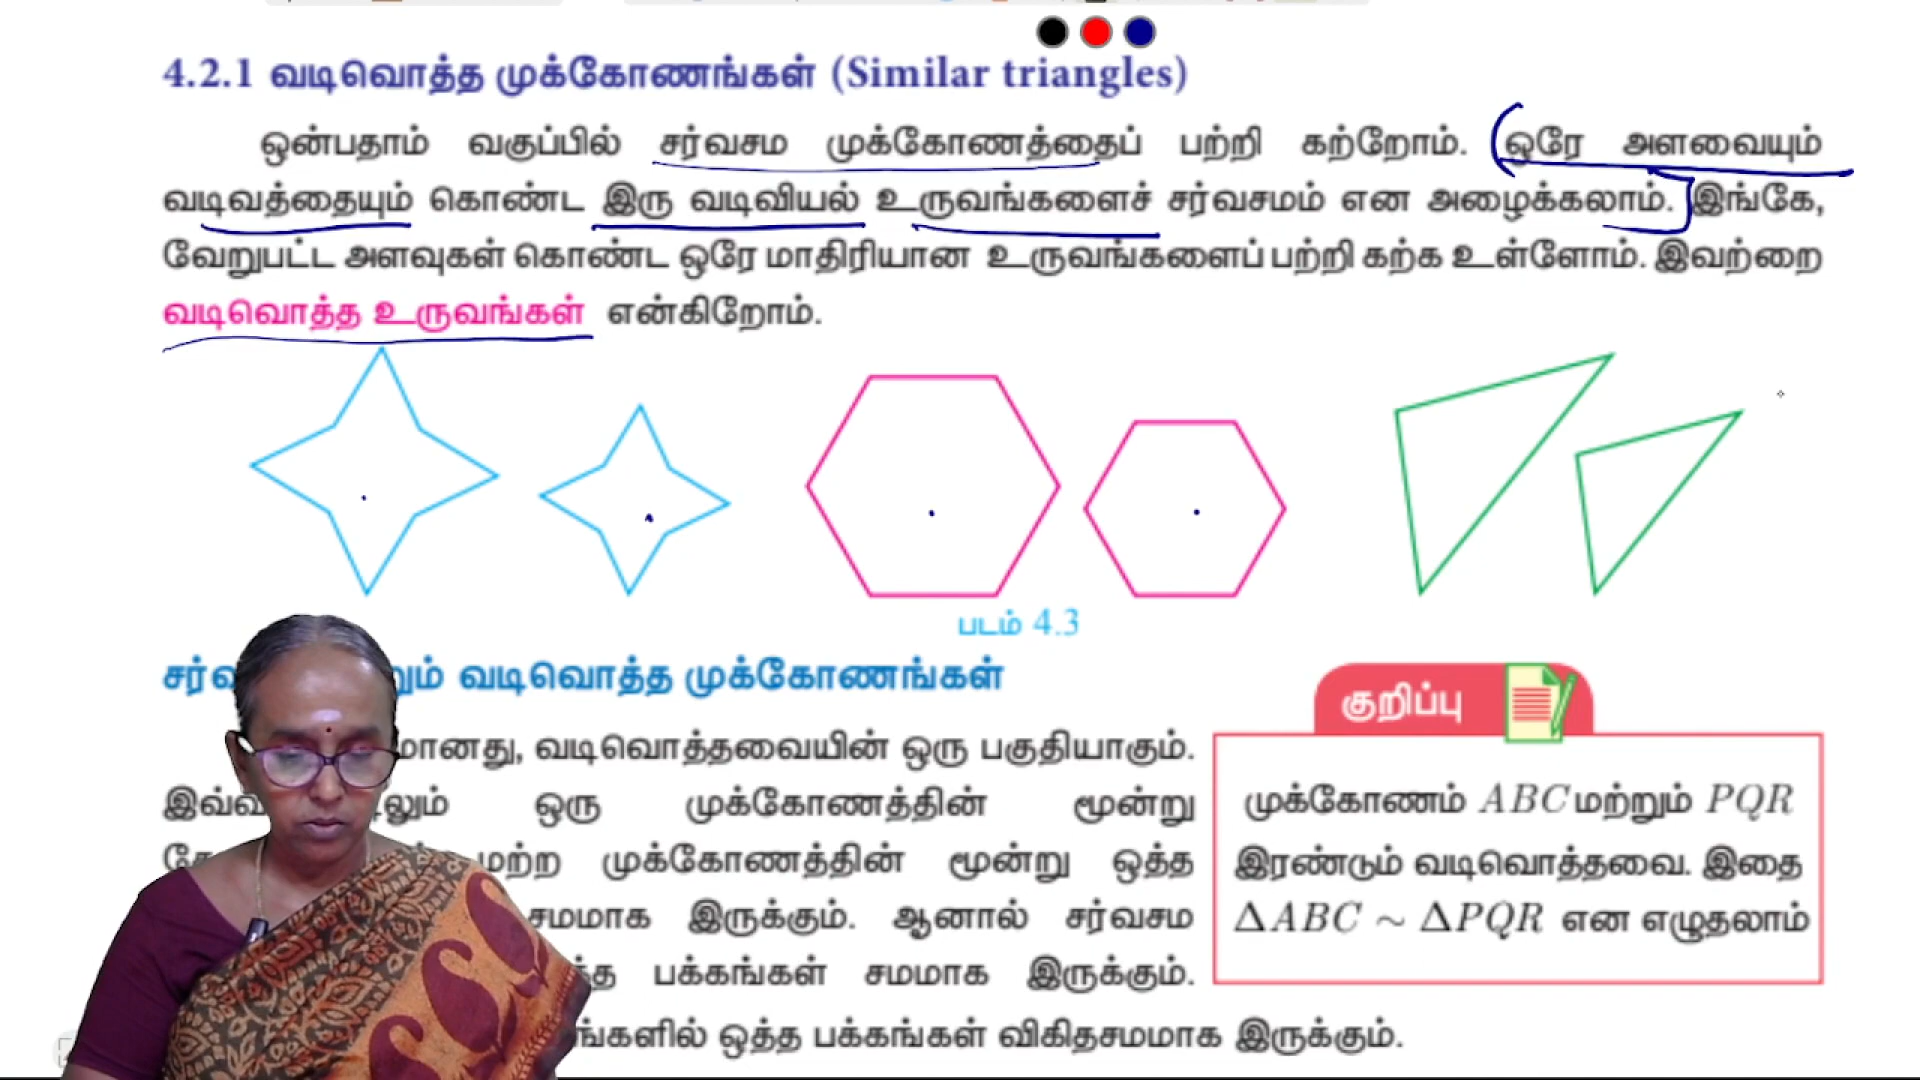 4.2.1 வடிவொத்த முக்கோணங்கள் (Similar triangles)
ஒன்பதாம் வகுப்பில் சர்வசம முக்கோணத்தைப் பற்றி கற்றோம். ஒரே அளவையும்
வடிவத்தையும் கொண்ட இரு வடிவியல் உருவங்களைச் சர்வசமம் என அழைக்கலாம். இங்கே,
வேறுபட்ட அளவுகள் கொண்ட ஒரே மாதிரியான உருவங்களைப் பற்றி கற்க உள்ளோம். இவற்றை
வடிவொத்த உருவங்கள் என்கிறோம்.
படம் 4.3
வடிவொத்த முக்கோணங்கள்
வடிவொத்தவையின் ஒரு பகுதியாகும்.
ஒரு முக்கோணத்தின் மூன்று
மற்ற முக்கோணத்தின் மூன்று ஒத்த
சமமாக இருக்கும். ஆனால் சர்வசம
பக்கங்கள் சமமாக இருக்கும்.
ஒத்த பக்கங்கள் விகிதசமமாக இருக்கும்.
குறிப்பு
முக்கோணம் ABC மற்றும் PQR
இரண்டும் வடிவொத்தவை. இதை
ΔABC ~ ΔPQR என எழுதலாம்